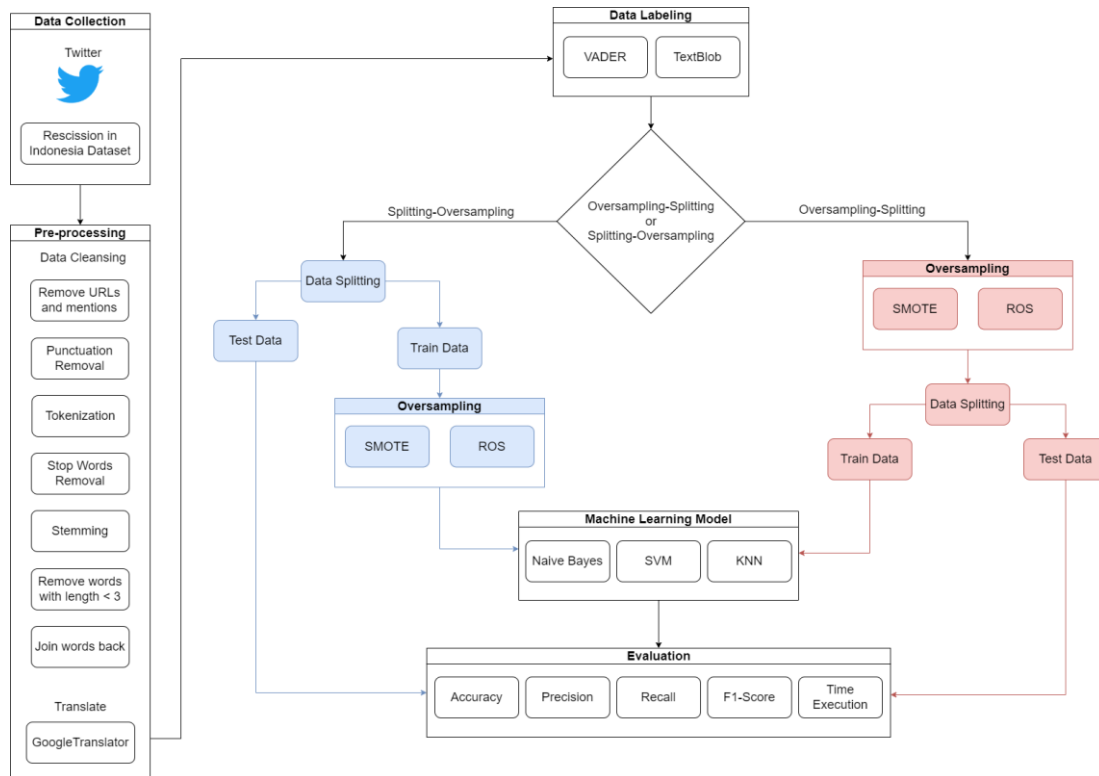 Data Collection
Twitter
Rescission in
Indonesia Dataset
Pre-processing
Data Cleansing
Remove URLs
and mentions
Punctuation
Removal
Tokenization
Stop Words
Removal
Stemming
Remove words
with length < 3
Join words back
Translate
GoogleTranslator
Data Labeling
VADER
TextBlob
Oversampling-Splitting
or
Splitting-Oversampling
Splitting-Oversampling
Oversampling-Splitting
Data Splitting
Test Data
Train Data
Oversampling
SMOTE
ROS
Oversampling
SMOTE
ROS
Data Splitting
Train Data
Test Data
Machine Learning Model
Naive Bayes
SVM
KNN
Evaluation
Accuracy
Precision
Recall
F1-Score
Time
Execution